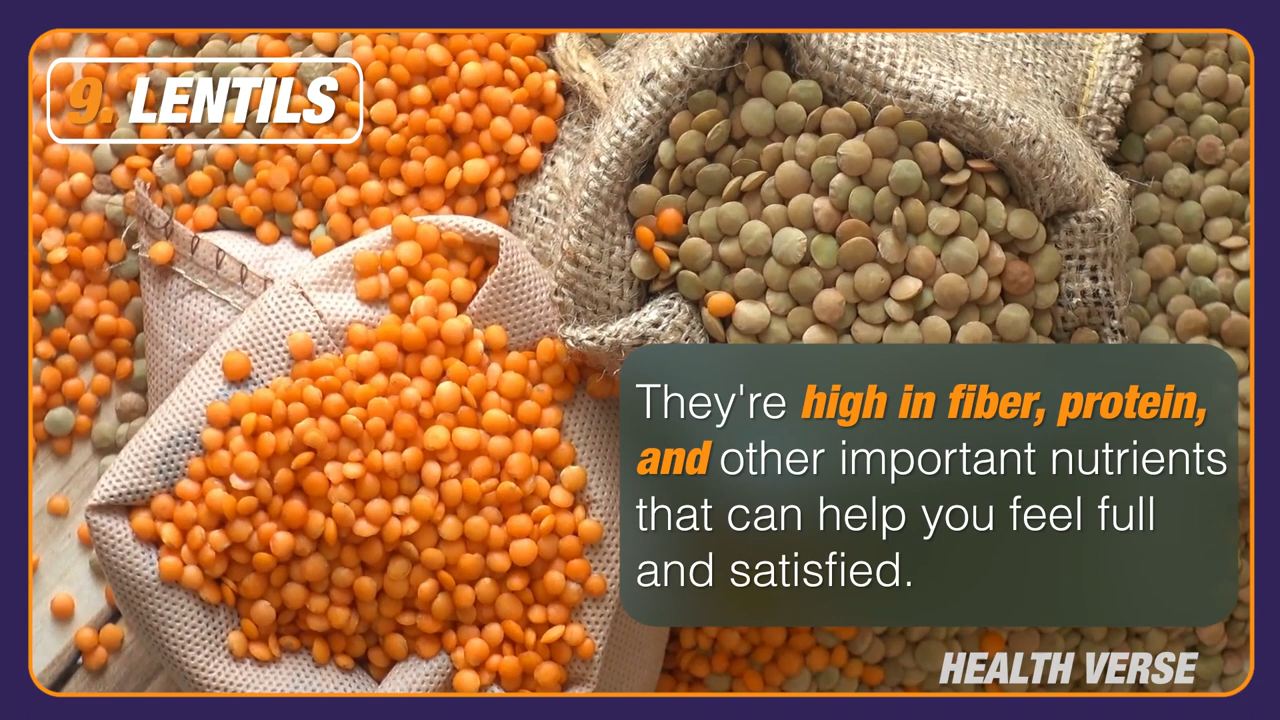 9. LENTILS
They're high in fiber, protein,
and other important nutrients
that can help you feel full
and satisfied.
HEALTH VERSE